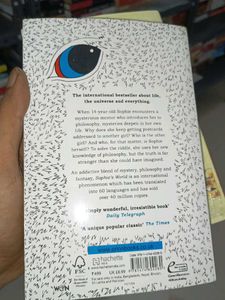 The international bestseller about life,
the universe and everything.
When 14-year-old Sophie encounters a
mysterious mentor who introduces her to
philosophy, mysteries deepen in her own
life. Why does she keep getting postcards
addressed to another girl? Who is the other
girl? And who, for that matter, is Sophie
herself? To solve the riddle, she uses her new
knowledge of philosophy, but the truth is far
stranger than she could have imagined.
An addictive blend of mystery, philosophy and
fantasy, Sophie's World is an international
phenomenon which has been translated
into 60 languages and has sold
over 40 million copies.
simply wonderful, irresistible book'
Daily Telegraph
'A unique popular classic' The Times
hachette
FSC